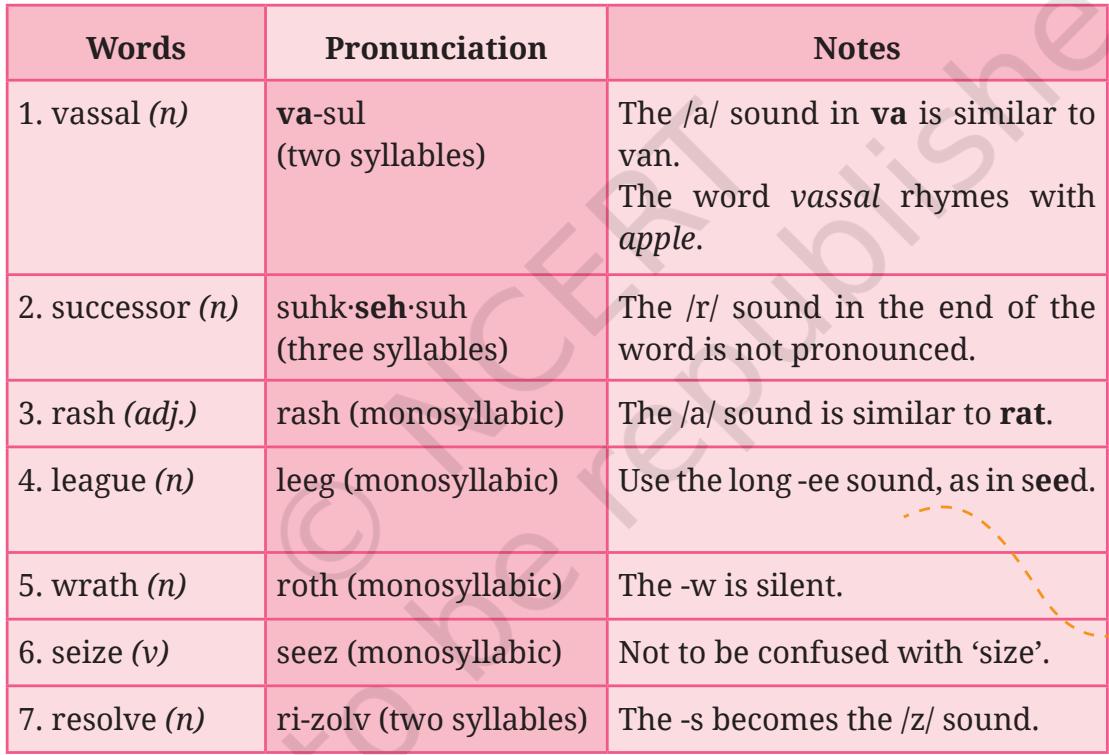 Words Pronunciation Notes
1. vassal (n) va-sul The /a/ sound in va is similar to
(two syllables) van.
The word vassal rhymes with
apple.
2. successor (n) suhk·seh·suh The /r/ sound in the end of the
(three syllables) word is not pronounced.
3. rash (adj.) rash (monosyllabic) The /a/ sound is similar to rat.
4. league (n) leeg (monosyllabic) Use the long -ee sound, as in seed.
5. wrath (n) roth (monosyllabic) The -w is silent.
6. seize (v) seez (monosyllabic) Not to be confused with ‘size’.
7. resolve (n) ri-zolv (two syllables) The -s becomes the /z/ sound.
© NCERT
to be republishe